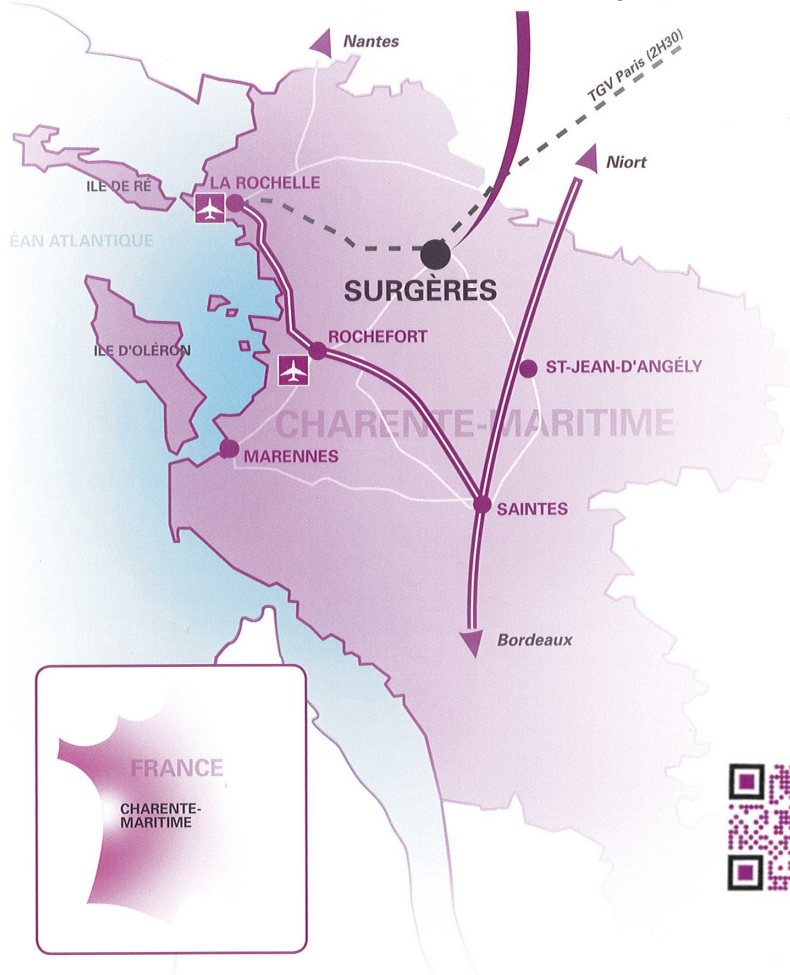 Nantes
TGV Paris (2H30)
Niort
ILE DE RÉ
LA ROCHELLE
ÉAN ATLANTIQUE
SURGÈRES
ROCHEFORT
ILE D'OLÉRON
ST-JEAN-D'ANGÉLY
CHARENTE-MARITIME
MARENNES
SAINTES
Bordeaux
FRANCE
CHARENTE-
MARITIME